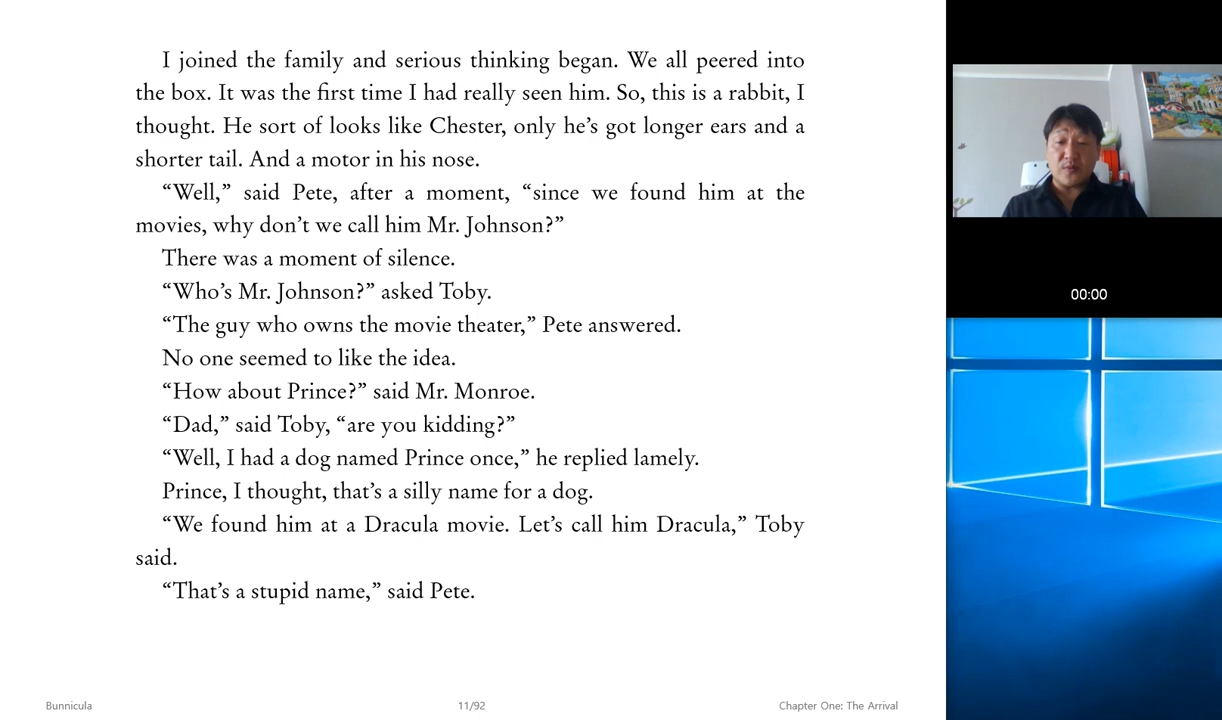 I joined the family and serious thinking began. We all peered into
the box. It was the first time I had really seen him. So, this is a rabbit, I
thought. He sort of looks like Chester, only he’s got longer ears and a
shorter tail. And a motor in his nose.
“Well,” said Pete, after a moment, “since we found him at the
movies, why don’t we call him Mr. Johnson?”
There was a moment of silence.
“Who’s Mr. Johnson?” asked Toby.
“The guy who owns the movie theater,” Pete answered.
No one seemed to like the idea.
“How about Prince?” said Mr. Monroe.
“Dad,” said Toby, “are you kidding?”
“Well, I had a dog named Prince once,” he replied lamely.
Prince, I thought, that’s a silly name for a dog.
“We found him at a Dracula movie. Let’s call him Dracula,” Toby
said.
“That’s a stupid name,” said Pete.
Bunnicula
11/92
Chapter One: The Arrival
00:00